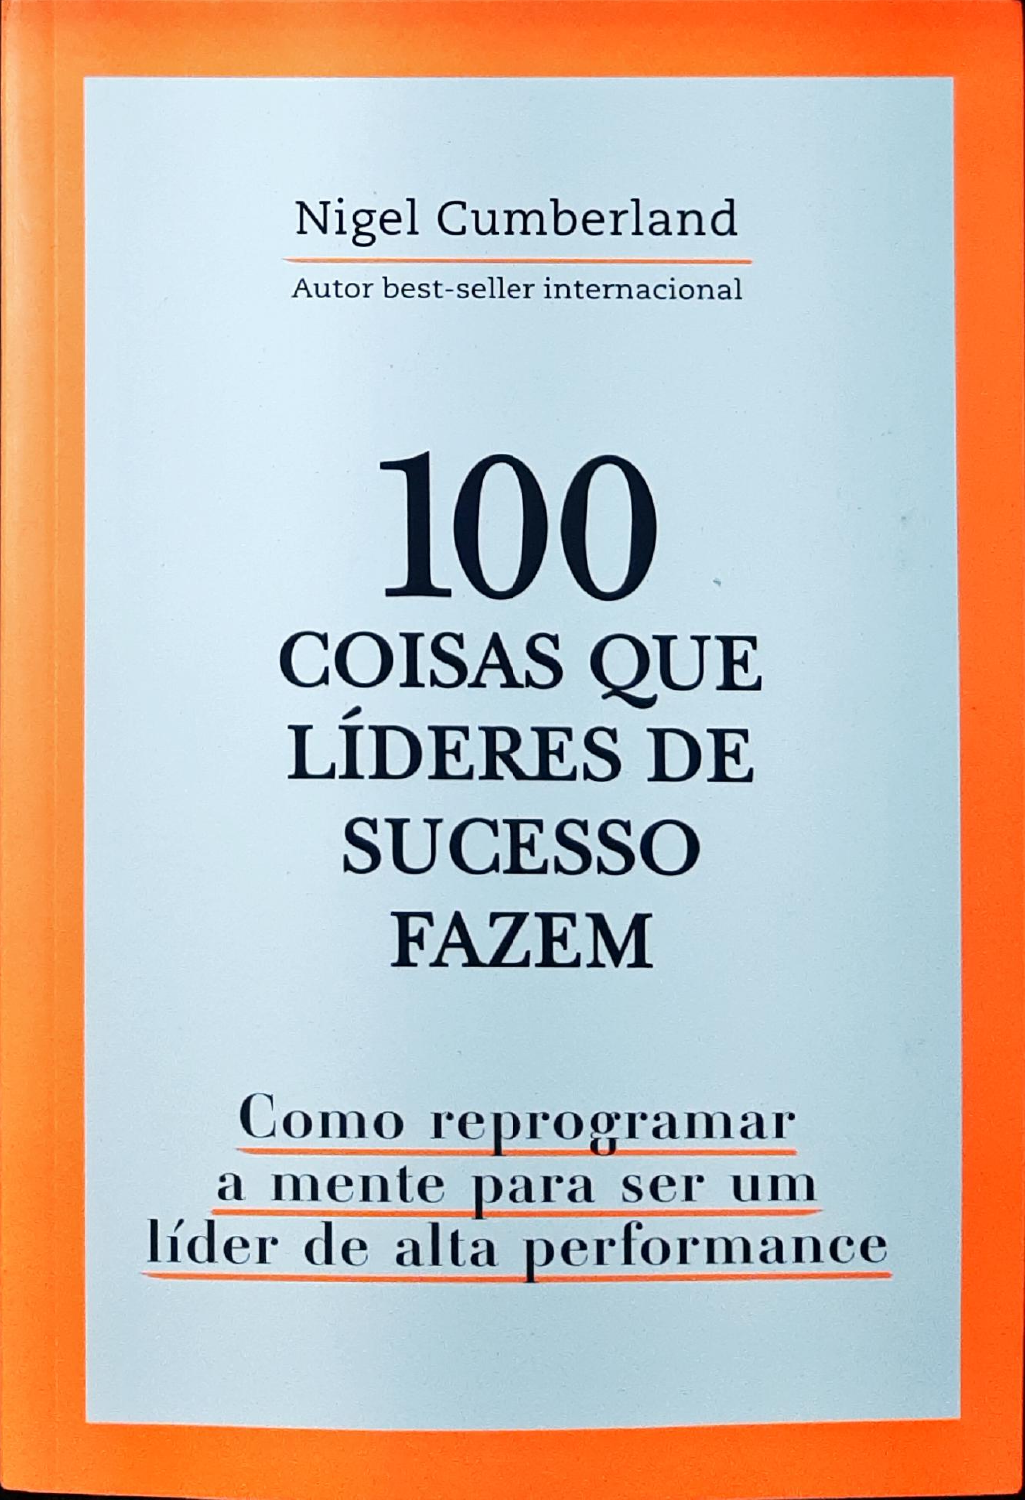 Nigel Cumberland
Autor best-seller internacional
100
COISAS QUE
LÍDERES DE
SUCESSO
FAZEM
Como reprogramar
a mente para ser um
líder de alta performance